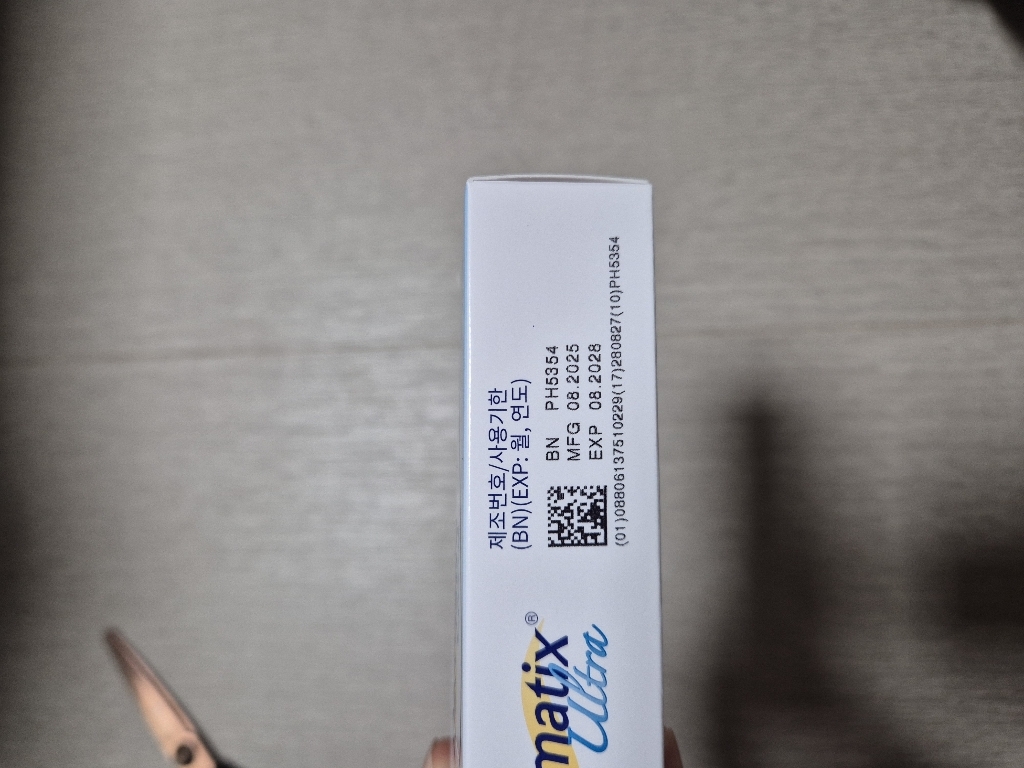 제조번호/사용기한
(BN)(EXP: 월, 연도)
BN PH5354
MFG 08.2025
EXP 08.2028
(01)08806137510229(17)280827(10)PH5354
matix®
Ultra